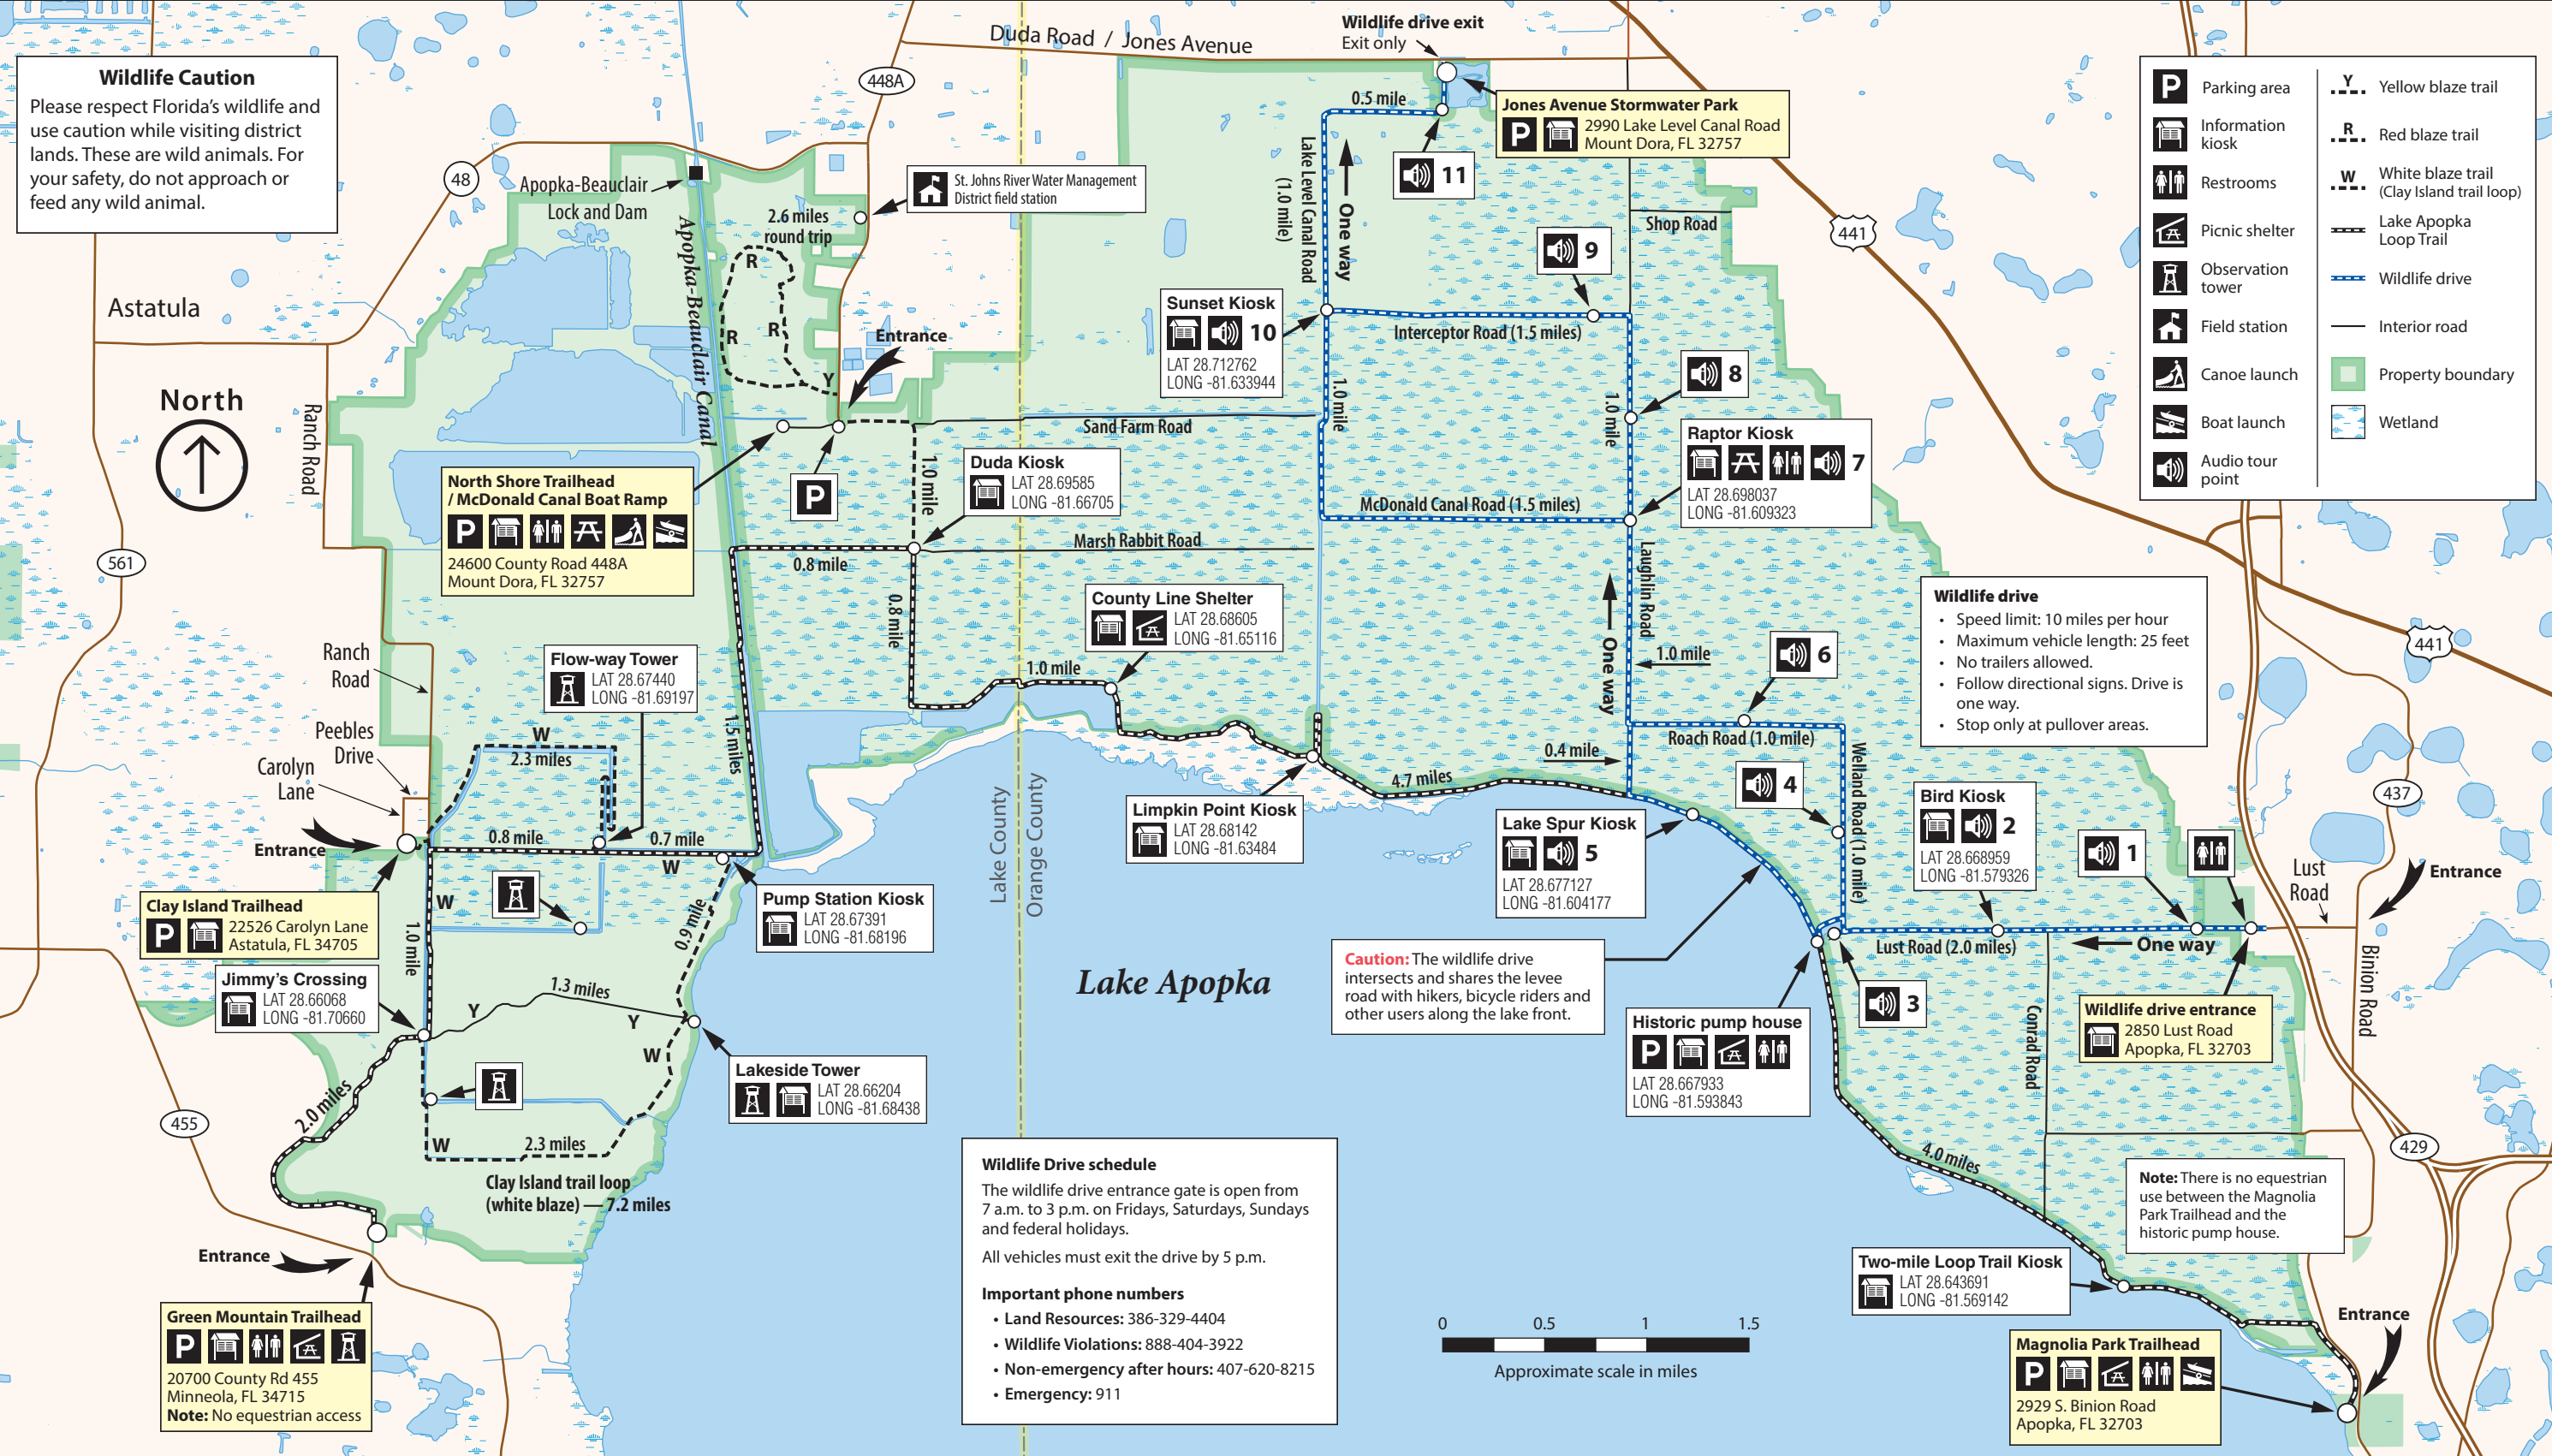 Wildlife Caution
Please respect Florida's wildlife and
use caution while visiting district
lands. These are wild animals. For
your safety, do not approach or
feed any wild animal.
Duda Road / Jones Avenue
Wildlife drive exit
Exit only
448A
48
Apopka-Beauclair
Lock and Dam
Apopka-Beauclair Canal
2.6 miles
round trip
R
R
R
Y
St. Johns River Water Management
District field station
Entrance
Astatula
North
Ranch Road
561
0.5 mile
Lake Level Canal Road
(1.0 mile)
One way
11
Jones Avenue Stormwater Park
P
2990 Lake Level Canal Road
Mount Dora, FL 32757
Shop Road
441
9
Sunset Kiosk
10
LAT 28.712762
LONG -81.633944
Interceptor Road (1.5 miles)
1.0 mile
1.0 mile
8
Raptor Kiosk
7
LAT 28.698037
LONG -81.609323
McDonald Canal Road (1.5 miles)
Sand Farm Road
P
1.0 mile
Duda Kiosk
LAT 28.69585
LONG -81.66705
North Shore Trailhead
/ McDonald Canal Boat Ramp
P
24600 County Road 448A
Mount Dora, FL 32757
Marsh Rabbit Road
0.8 mile
0.8 mile
County Line Shelter
LAT 28.68605
LONG -81.65116
1.0 mile
P
Parking area
Information
kiosk
Restrooms
Picnic shelter
Observation
tower
Field station
Canoe launch
Boat launch
Audio tour
point
Y
Yellow blaze trail
R
Red blaze trail
W
White blaze trail
(Clay Island trail loop)
Lake Apopka
Loop Trail
Wildlife drive
Interior road
Property boundary
Wetland
Wildlife drive
• Speed limit: 10 miles per hour
• Maximum vehicle length: 25 feet
• No trailers allowed.
• Follow directional signs. Drive is
one way.
• Stop only at pullover areas.
441
Laughlin Road
One way
1.0 mile
6
Roach Road (1.0 mile)
0.4 mile
4
Welland Road (1.0 mile)
Ranch
Road
Peebles
Drive
Carolyn
Lane
Entrance
Flow-way Tower
LAT 28.67440
LONG -81.69197
W
2.3 miles
1.5 miles
0.8 mile
0.7 mile
W
W
Clay Island Trailhead
P
22526 Carolyn Lane
Astatula, FL 34705
1.0 mile
Pump Station Kiosk
LAT 28.67391
LONG -81.68196
0.9 mile
Jimmy's Crossing
LAT 28.66068
LONG -81.70660
Y
1.3 miles
Y
W
Lakeside Tower
LAT 28.66204
LONG -81.68438
455
2.0 miles
W
2.3 miles
Clay Island trail loop
(white blaze) — 7.2 miles
Entrance
Green Mountain Trailhead
P
20700 County Rd 455
Minneola, FL 34715
Note: No equestrian access
Lake County
Orange County
Limpkin Point Kiosk
LAT 28.68142
LONG -81.63484
4.7 miles
Lake Spur Kiosk
5
LAT 28.677127
LONG -81.604177
Bird Kiosk
2
LAT 28.668959
LONG -81.579326
1
Lust
Road
437
Entrance
Lake Apopka
Caution: The wildlife drive
intersects and shares the levee
road with hikers, bicycle riders and
other users along the lake front.
Lust Road (2.0 miles)
One way
Binion Road
3
Historic pump house
P
LAT 28.667933
LONG -81.593843
Conrad Road
Wildlife drive entrance
2850 Lust Road
Apopka, FL 32703
429
4.0 miles
Note: There is no equestrian
use between the Magnolia
Park Trailhead and the
historic pump house.
Wildlife Drive schedule
The wildlife drive entrance gate is open from
7 a.m. to 3 p.m. on Fridays, Saturdays, Sundays
and federal holidays.
All vehicles must exit the drive by 5 p.m.
Important phone numbers
• Land Resources: 386-329-4404
• Wildlife Violations: 888-404-3922
• Non-emergency after hours: 407-620-8215
• Emergency: 911
0 0.5 1 1.5
Approximate scale in miles
Two-mile Loop Trail Kiosk
LAT 28.643691
LONG -81.569142
Entrance
Magnolia Park Trailhead
P
2929 S. Binion Road
Apopka, FL 32703